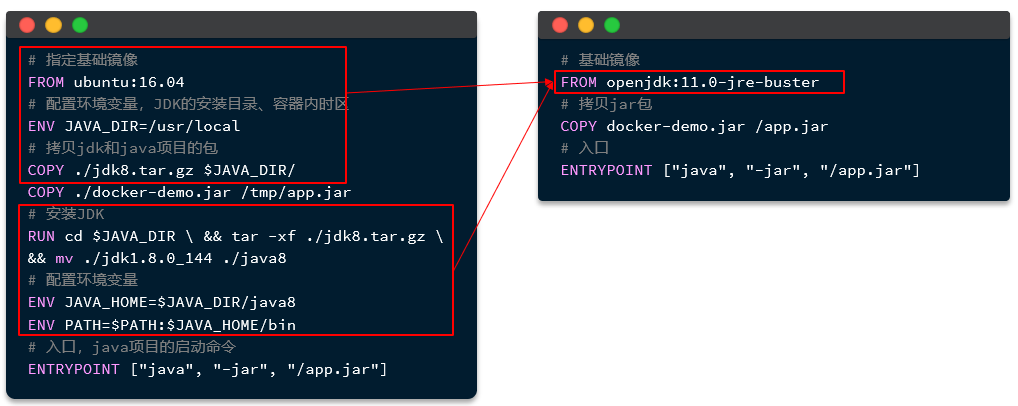 # 指定基础镜像
FROM ubuntu:16.04
# 配置环境变量，JDK的安装目录、容器内时区
ENV JAVA_DIR=/usr/local
# 拷贝jdk和java项目的包
COPY ./jdk8.tar.gz $JAVA_DIR/
COPY ./docker-demo.jar /tmp/app.jar
# 安装JDK
RUN cd $JAVA_DIR \ && tar -xf ./jdk8.tar.gz \
&& mv ./jdk1.8.0_144 ./java8
# 配置环境变量
ENV JAVA_HOME=$JAVA_DIR/java8
ENV PATH=$PATH:$JAVA_HOME/bin
# 入口，java项目的启动命令
ENTRYPOINT ["java", "-jar", "/app.jar"]
# 基础镜像
FROM openjdk:11.0-jre-buster
# 拷贝jar包
COPY docker-demo.jar /app.jar
# 入口
ENTRYPOINT ["java", "-jar", "/app.jar"]